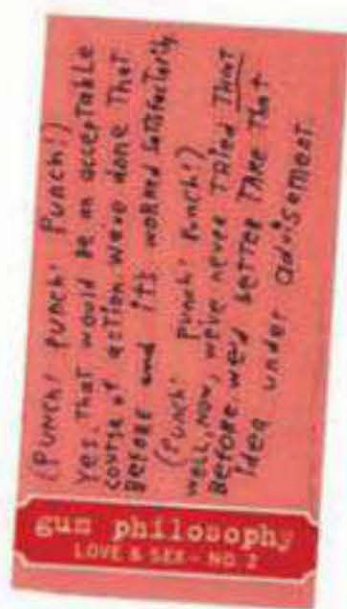 (PUNCH! PUNCH! PUNCH!)
Yes. THAT would be an acceptable
course of action. We've done THAT
BEFORE and it's worked satisfactorily.
(PUNCH! PUNCH! PUNCH!)
WELL, NOW, we've never TRIED THAT
BEFORE. WE'd BETTER TAKE THAT
idea under advisement.
gum philosophy
LOVE & SEX - NO. 2